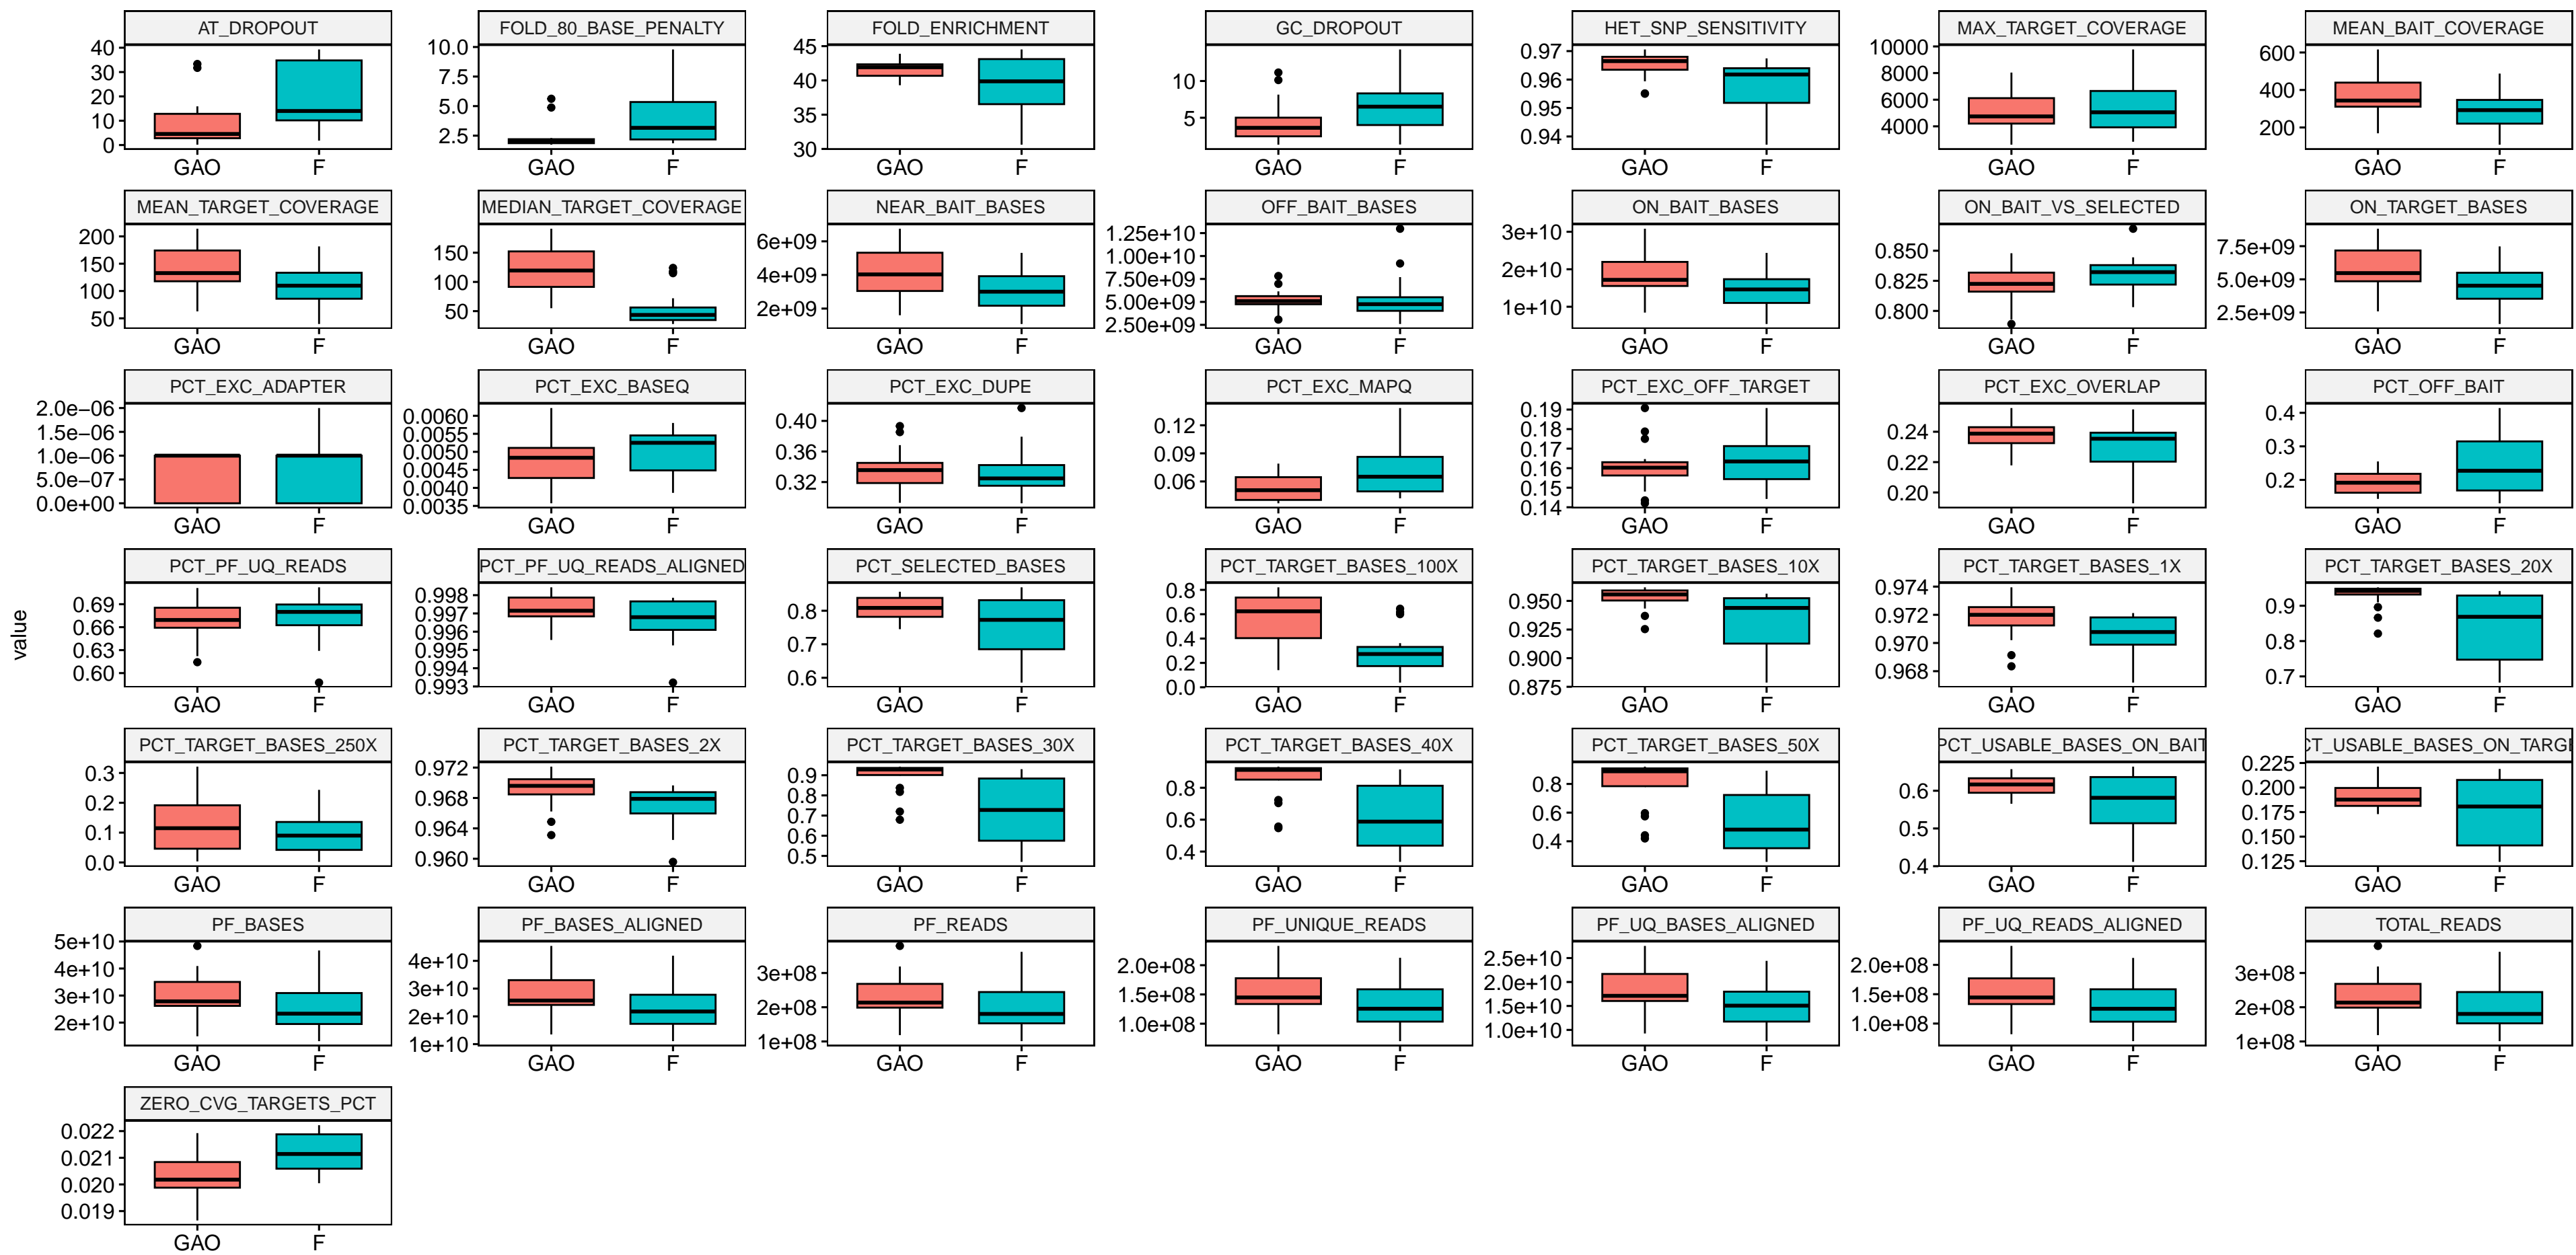 AT_DROPOUT
FOLD_80_BASE_PENALTY
FOLD_ENRICHMENT
GC_DROPOUT
HET_SNP_SENSITIVITY
MAX_TARGET_COVERAGE
MEAN_BAIT_COVERAGE
40
30
20
10
0
10.0
7.5
5.0
2.5
45
40
35
30
10
5
0.97
0.96
0.95
0.94
10000
8000
6000
4000
600
400
200
GAO F
GAO F
GAO F
GAO F
GAO F
GAO F
GAO F
MEAN_TARGET_COVERAGE
MEDIAN_TARGET_COVERAGE
NEAR_BAIT_BASES
OFF_BAIT_BASES
ON_BAIT_BASES
ON_BAIT_VS_SELECTED
ON_TARGET_BASES
200
150
100
50
150
100
50
6e+09
4e+09
2e+09
1.25e+10
1.00e+10
7.50e+09
5.00e+09
2.50e+09
3e+10
2e+10
1e+10
0.850
0.825
0.800
7.5e+09
5.0e+09
2.5e+09
GAO F
GAO F
GAO F
GAO F
GAO F
GAO F
GAO F
PCT_EXC_ADAPTER
PCT_EXC_BASEQ
PCT_EXC_DUPE
PCT_EXC_MAPQ
PCT_EXC_OFF_TARGET
PCT_EXC_OVERLAP
PCT_OFF_BAIT
2.0e−06
1.5e−06
1.0e−06
5.0e−07
0.0e+00
0.0060
0.0055
0.0050
0.0045
0.0040
0.0035
0.40
0.36
0.32
0.12
0.09
0.06
0.19
0.18
0.17
0.16
0.15
0.14
0.24
0.22
0.20
0.4
0.3
0.2
GAO F
GAO F
GAO F
GAO F
GAO F
GAO F
GAO F
value
PCT_PF_UQ_READS
PCT_PF_UQ_READS_ALIGNED
PCT_SELECTED_BASES
PCT_TARGET_BASES_100X
PCT_TARGET_BASES_10X
PCT_TARGET_BASES_1X
PCT_TARGET_BASES_20X
0.69
0.66
0.63
0.60
0.998
0.997
0.996
0.995
0.994
0.993
0.8
0.7
0.6
0.8
0.6
0.4
0.2
0.0
0.950
0.925
0.900
0.875
0.974
0.972
0.970
0.968
0.9
0.8
0.7
GAO F
GAO F
GAO F
GAO F
GAO F
GAO F
GAO F
PCT_TARGET_BASES_250X
PCT_TARGET_BASES_2X
PCT_TARGET_BASES_30X
PCT_TARGET_BASES_40X
PCT_TARGET_BASES_50X
PCT_USABLE_BASES_ON_BAIT
CT_USABLE_BASES_ON_TARGE
0.3
0.2
0.1
0.0
0.972
0.968
0.964
0.960
0.9
0.8
0.7
0.6
0.5
0.8
0.6
0.4
0.8
0.6
0.4
0.6
0.5
0.4
0.225
0.200
0.175
0.150
0.125
GAO F
GAO F
GAO F
GAO F
GAO F
GAO F
GAO F
PF_BASES
PF_BASES_ALIGNED
PF_READS
PF_UNIQUE_READS
PF_UQ_BASES_ALIGNED
PF_UQ_READS_ALIGNED
TOTAL_READS
5e+10
4e+10
3e+10
2e+10
4e+10
3e+10
2e+10
1e+10
3e+08
2e+08
1e+08
2.0e+08
1.5e+08
1.0e+08
2.5e+10
2.0e+10
1.5e+10
1.0e+10
2.0e+08
1.5e+08
1.0e+08
3e+08
2e+08
1e+08
GAO F
GAO F
GAO F
GAO F
GAO F
GAO F
GAO F
ZERO_CVG_TARGETS_PCT
0.022
0.021
0.020
0.019
GAO F